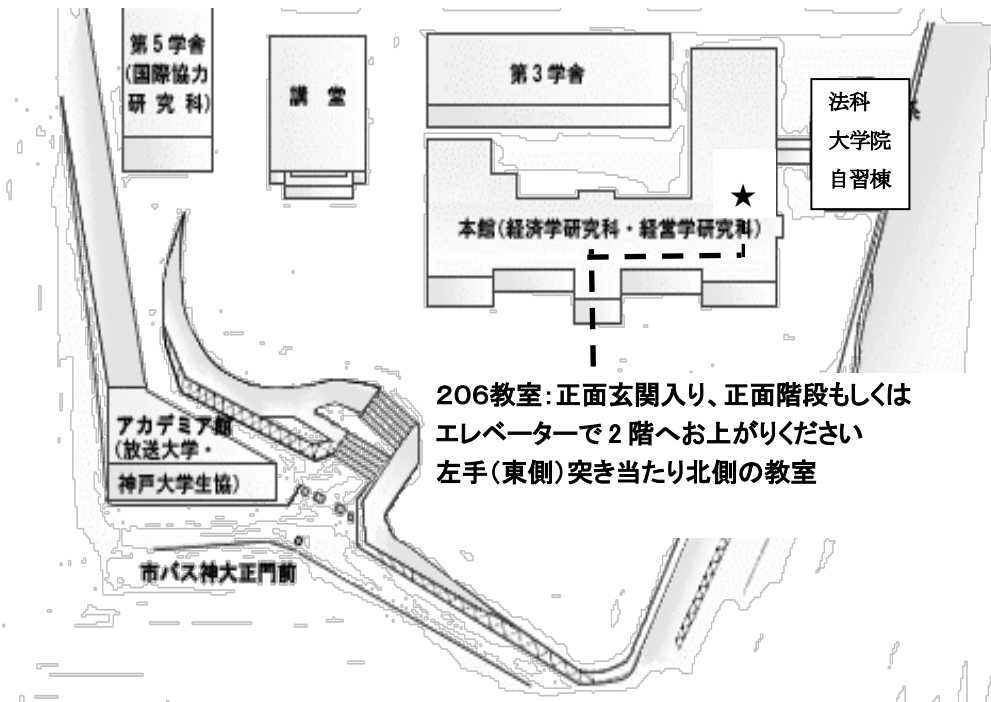 第５学舎
(国際協力
研究科)
講堂
第３学舎
法科
大学院
自習棟
系
★
本館(経済学研究科・経営学研究科)
２０６教室：正面玄関入り、正面階段もしくは
エレベーターで２階へお上がりください
左手（東側）突き当たり北側の教室
アカデミア館
(放送大学・
神戸大学生協)
市バス神大正門前